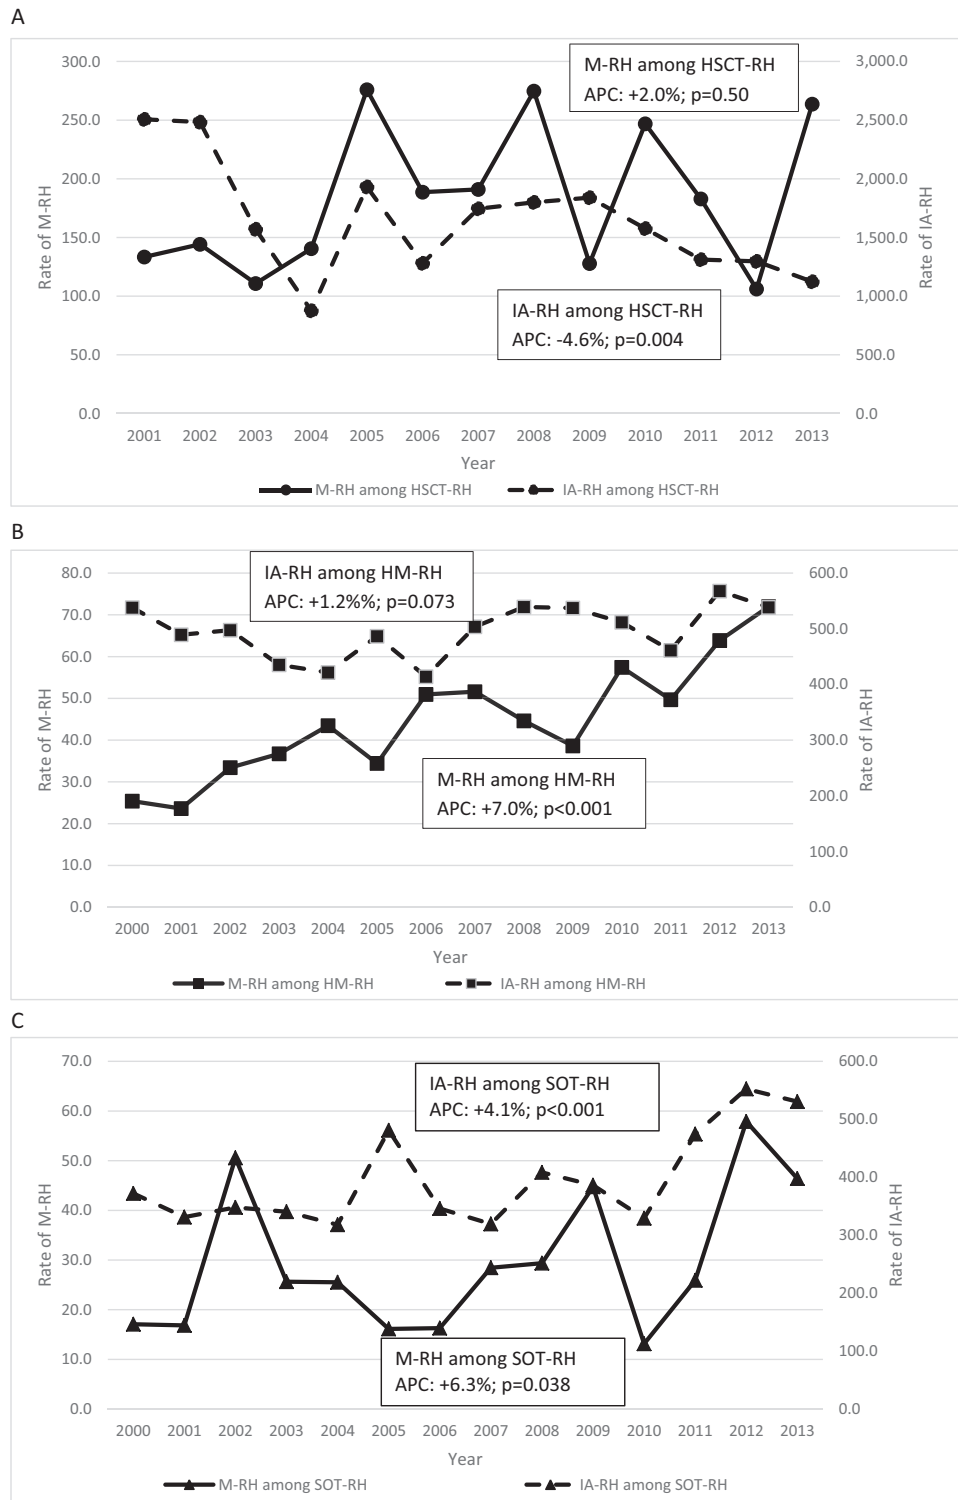 A
M-RH among HSCT-RH
APC: +2.0%; p=0.50
300.0
250.0
200.0
150.0
100.0
50.0
0.0
Rate of M-RH
3,000.0
2,500.0
2,000.0
1,500.0
1,000.0
500.0
0.0
Rate of IA-RH
IA-RH among HSCT-RH
APC: -4.6%; p=0.004
2001 2002 2003 2004 2005 2006 2007 2008 2009 2010 2011 2012 2013
Year
M-RH among HSCT-RH IA-RH among HSCT-RH
B
IA-RH among HM-RH
APC: +1.2%%; p=0.073
80.0
70.0
60.0
50.0
40.0
30.0
20.0
10.0
0.0
Rate of M-RH
600.0
500.0
400.0
300.0
200.0
100.0
0.0
Rate of IA-RH
M-RH among HM-RH
APC: +7.0%; p<0.001
2000 2001 2002 2003 2004 2005 2006 2007 2008 2009 2010 2011 2012 2013
Year
M-RH among HM-RH IA-RH among HM-RH
C
IA-RH among SOT-RH
APC: +4.1%; p<0.001
70.0
60.0
50.0
40.0
30.0
20.0
10.0
0.0
Rate of M-RH
600.0
500.0
400.0
300.0
200.0
100.0
0.0
Rate of IA-RH
M-RH among SOT-RH
APC: +6.3%; p=0.038
2000 2001 2002 2003 2004 2005 2006 2007 2008 2009 2010 2011 2012 2013
Year
M-RH among SOT-RH IA-RH among SOT-RH